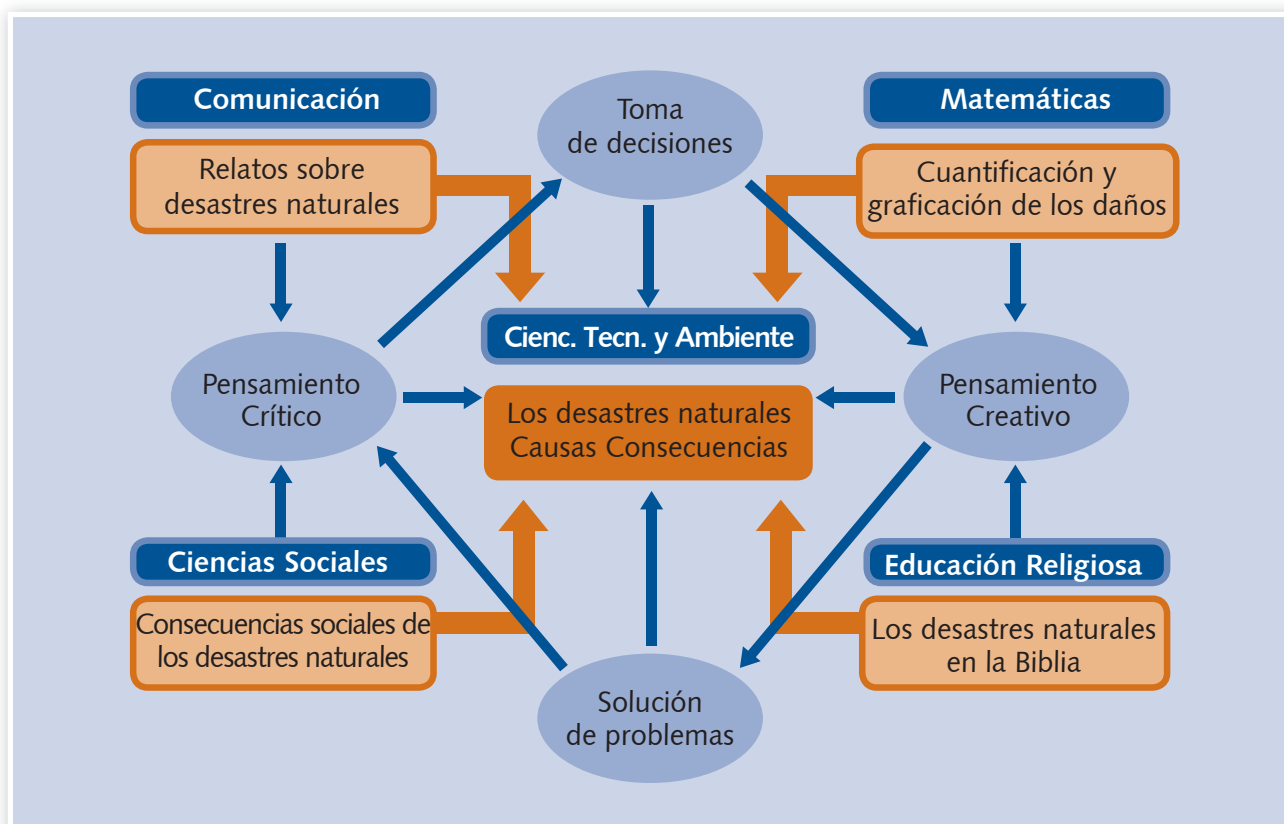 Comunicación
Toma
de decisiones
Matemáticas
Relatos sobre
desastres naturales
Cuantificación y
graficación de los daños
Cienc. Tecn. y Ambiente
Pensamiento
Crítico
Los desastres naturales
Causas Consecuencias
Pensamiento
Creativo
Ciencias Sociales
Educación Religiosa
Consecuencias sociales de
los desastres naturales
Los desastres naturales
en la Biblia
Solución
de problemas